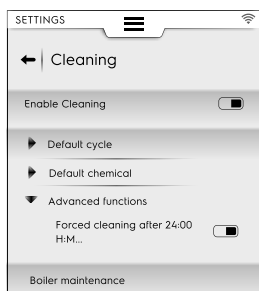 SETTINGS
Cleaning
Enable Cleaning
Default cycle
Default chemical
Advanced functions
Forced cleaning after 24:00
H:M...
Boiler maintenance